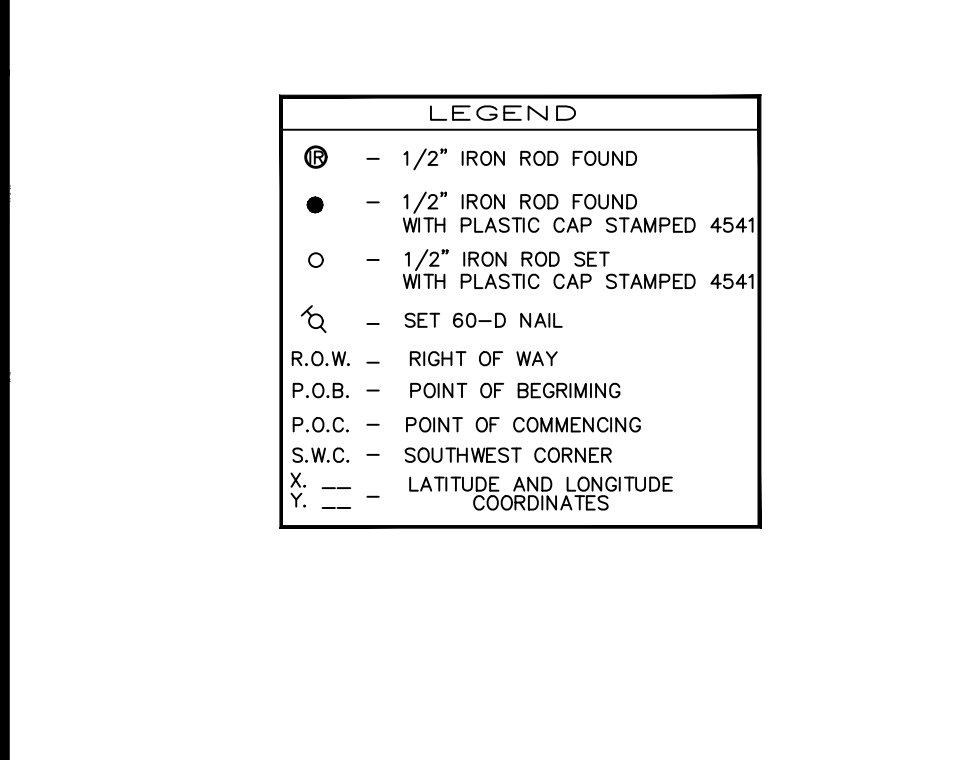 LEGEND
IR – 1/2" IRON ROD FOUND
– 1/2" IRON ROD FOUND
WITH PLASTIC CAP STAMPED 4541
– 1/2" IRON ROD SET
WITH PLASTIC CAP STAMPED 4541
– SET 60–D NAIL
R.O.W. – RIGHT OF WAY
P.O.B. – POINT OF BEGRIMING
P.O.C. – POINT OF COMMENCING
S.W.C. – SOUTHWEST CORNER
X. __ LATITUDE AND LONGITUDE
Y. __ – COORDINATES